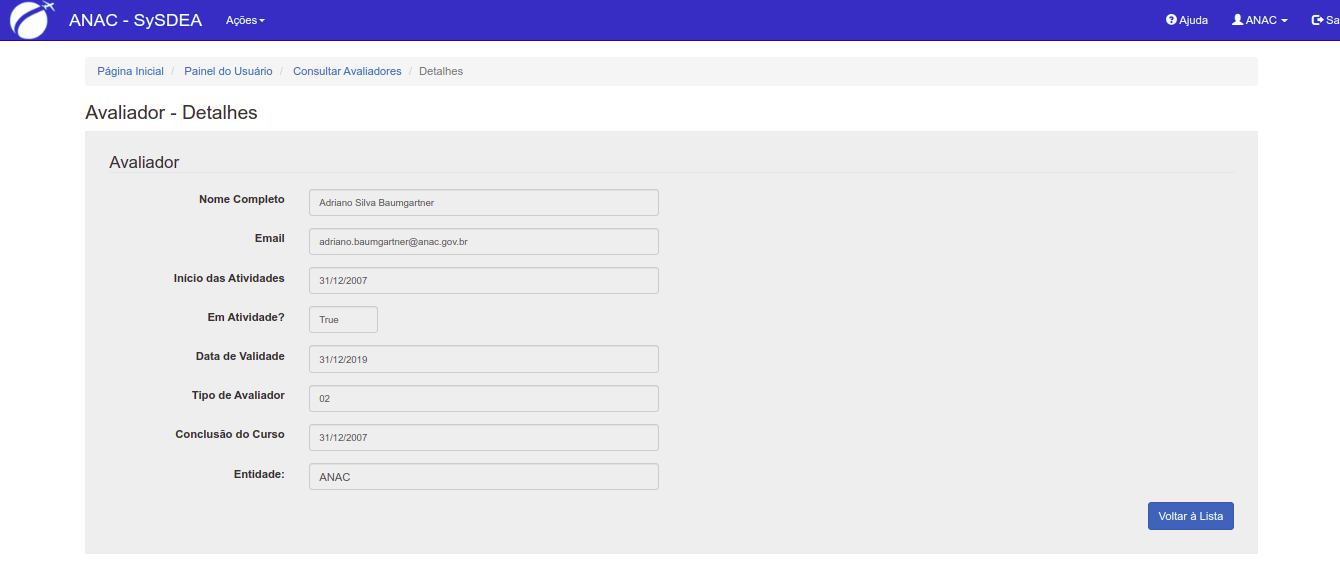 ANAC - SySDEA Ações Ajuda ANAC Sa
Página Inicial / Painel do Usuário / Consultar Avaliadores / Detalhes
Avaliador - Detalhes
Avaliador
Nome Completo Adriano Silva Baumgartner
Email adriano.baumgartner@anac.gov.br
Início das Atividades 31/12/2007
Em Atividade? True
Data de Validade 31/12/2019
Tipo de Avaliador 02
Conclusão do Curso 31/12/2007
Entidade: ANAC
Voltar à Lista